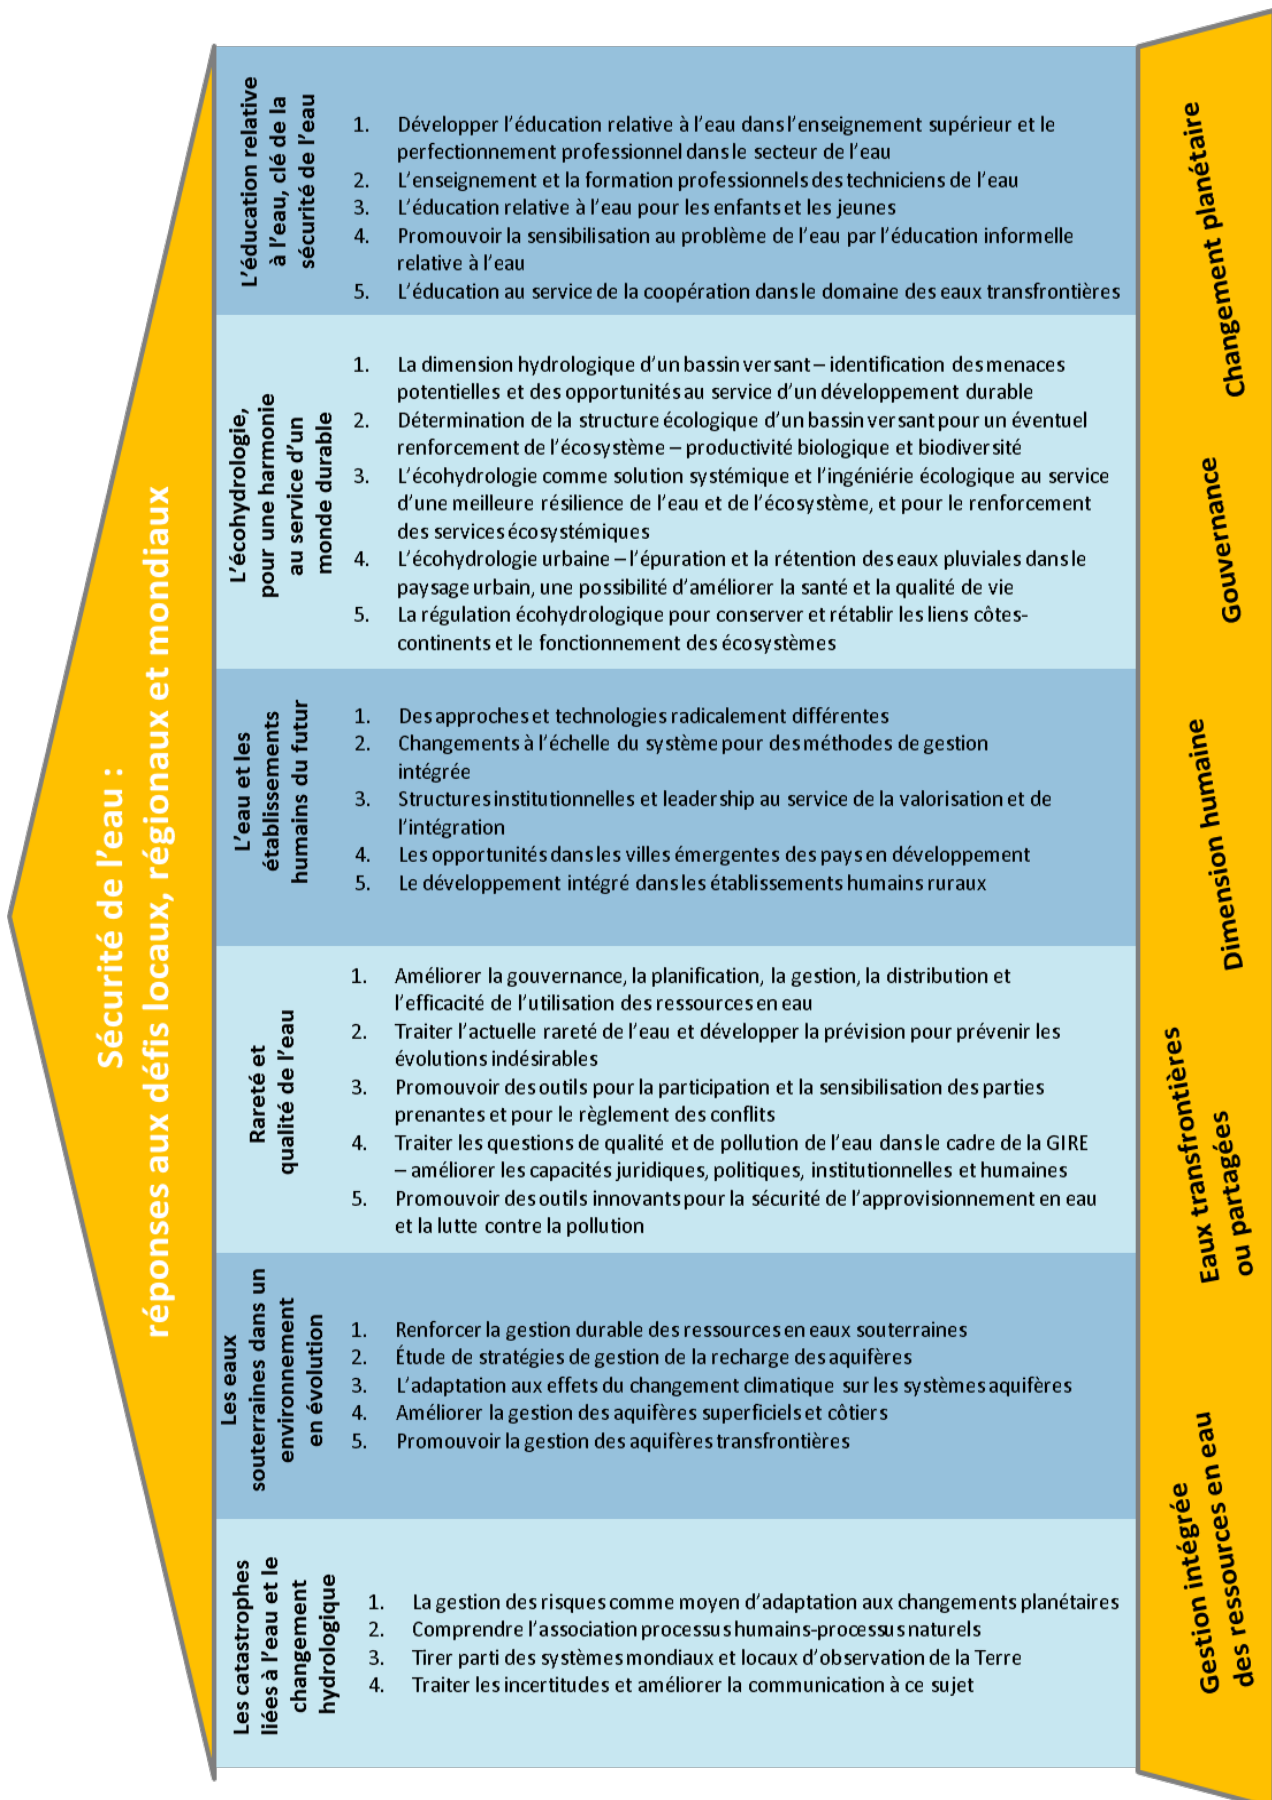 Sécurité de l'eau :
réponses aux défis locaux, régionaux et mondiaux
L'éducation relative
à l'eau, clé de la
sécurité de l'eau
1. Développer l'éducation relative à l'eau dans l'enseignement supérieur et le
perfectionnement professionnel dans le secteur de l'eau
2. L'enseignement et la formation professionnels des techniciens de l'eau
3. L'éducation relative à l'eau pour les enfants et les jeunes
4. Promouvoir la sensibilisation au problème de l'eau par l'éducation informelle
relative à l'eau
5. L'éducation au service de la coopération dans le domaine des eaux transfrontières
L'écohydrologie,
pour une harmonie
au service d'un
monde durable
1. La dimension hydrologique d'un bassin versant – identification des menaces
potentielles et des opportunités au service d'un développement durable
2. Détermination de la structure écologique d'un bassin versant pour un éventuel
renforcement de l'écosystème – productivité biologique et biodiversité
3. L'écohydrologie comme solution systémique et l'ingéniérie écologique au service
d'une meilleure résilience de l'eau et de l'écosystème, et pour le renforcement
des services écosystémiques
4. L'écohydrologie urbaine – l'épuration et la rétention des eaux pluviales dans le
paysage urbain, une possibilité d'améliorer la santé et la qualité de vie
5. La régulation écohydrologique pour conserver et rétablir les liens côtes-
continents et le fonctionnement des écosystèmes
L'eau et les
établissements
humains du futur
1. Des approches et technologies radicalement différentes
2. Changements à l'échelle du système pour des méthodes de gestion
intégrée
3. Structures institutionnelles et leadership au service de la valorisation et de
l'intégration
4. Les opportunités dans les villes émergentes des pays en développement
5. Le développement intégré dans les établissements humains ruraux
Rareté et
qualité de l'eau
1. Améliorer la gouvernance, la planification, la gestion, la distribution et
l'efficacité de l'utilisation des ressources en eau
2. Traiter l'actuelle rareté de l'eau et développer la prévision pour prévenir les
évolutions indésirables
3. Promouvoir des outils pour la participation et la sensibilisation des parties
prenantes et pour le règlement des conflits
4. Traiter les questions de qualité et de pollution de l'eau dans le cadre de la GIRE
– améliorer les capacités juridiques, politiques, institutionnelles et humaines
5. Promouvoir des outils innovants pour la sécurité de l'approvisionnement en eau
et la lutte contre la pollution
Les eaux
souterraines dans un
environnement
en évolution
1. Renforcer la gestion durable des ressources en eaux souterraines
2. Étude de stratégies de gestion de la recharge des aquifères
3. L'adaptation aux effets du changement climatique sur les systèmes aquifères
4. Améliorer la gestion des aquifères superficiels et côtiers
5. Promouvoir la gestion des aquifères transfrontières
Les catastrophes
liées à l'eau et le
changement
hydrologique
1. La gestion des risques comme moyen d'adaptation aux changements planétaires
2. Comprendre l'association processus humains-processus naturels
3. Tirer parti des systèmes mondiaux et locaux d'observation de la Terre
4. Traiter les incertitudes et améliorer la communication à ce sujet
Changement planétaire
Gouvernance
Dimension humaine
Eaux transfrontières
ou partagées
Gestion intégrée
des ressources en eau